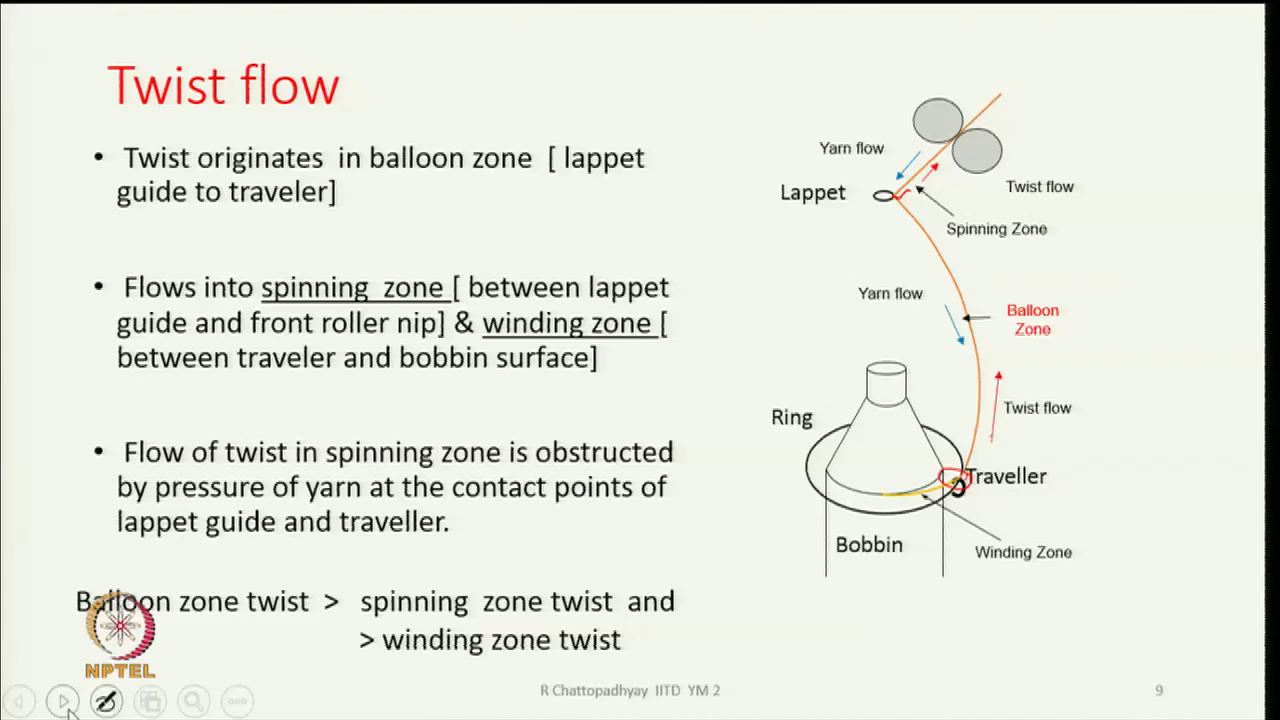 Twist flow
• Twist originates in balloon zone [ lappet
guide to traveler]
• Flows into spinning zone [ between lappet
guide and front roller nip] & winding zone [
between traveler and bobbin surface]
• Flow of twist in spinning zone is obstructed
by pressure of yarn at the contact points of
lappet guide and traveller.
Balloon zone twist > spinning zone twist and
> winding zone twist
Yarn flow
Lappet
Twist flow
Spinning Zone
Yarn flow
Balloon
Zone
Ring
Twist flow
Traveller
Bobbin
Winding Zone
NPTEL
R Chattopadhyay IITD YM 2
9